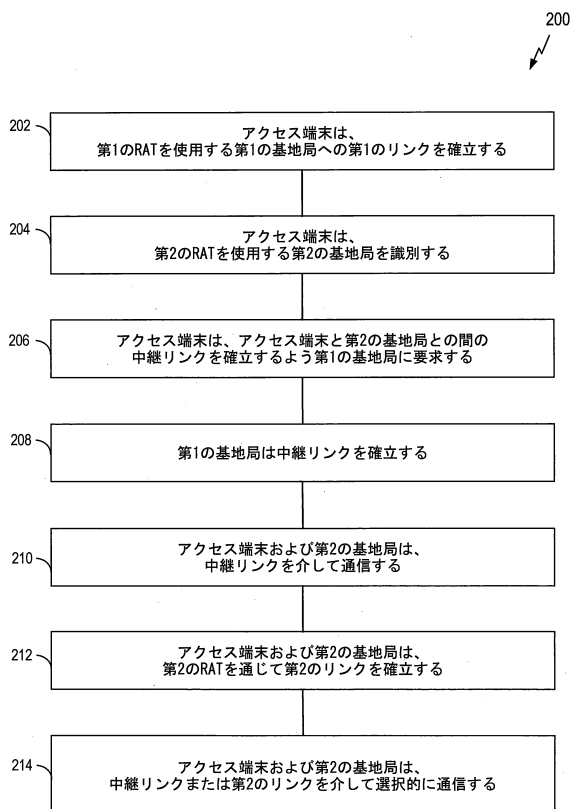 200
202
アクセス端末は、
第1のRATを使用する第1の基地局への第1のリンクを確立する
204
アクセス端末は、
第2のRATを使用する第2の基地局を識別する
206
アクセス端末は、アクセス端末と第2の基地局との間の
中継リンクを確立するよう第1の基地局に要求する
208
第1の基地局は中継リンクを確立する
210
アクセス端末および第2の基地局は、
中継リンクを介して通信する
212
アクセス端末および第2の基地局は、
第2のRATを通じて第2のリンクを確立する
214
アクセス端末および第2の基地局は、
中継リンクまたは第2のリンクを介して選択的に通信する